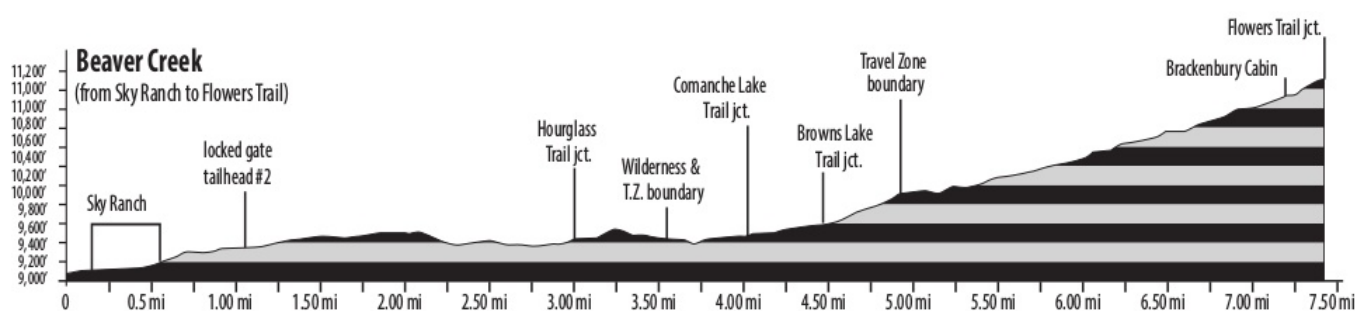 Beaver Creek
(from Sky Ranch to Flowers Trail)
11,200'
11,000'
11,000'
10,800'
10,600'
10,400'
10,200'
10,000'
9,800'
9,600'
9,400'
9,200'
9,000'
Sky Ranch
locked gate
tailhead #2
Hourglass
Trail jct.
Wilderness &
T.Z. boundary
Comanche Lake
Trail jct.
Browns Lake
Trail jct.
Travel Zone
boundary
Brackenbury Cabin
Flowers Trail jct.
0
0.5 mi
1.00 mi
1.50 mi
2.00 mi
2.50 mi
3.00 mi
3.50 mi
4.00 mi
4.50 mi
5.00 mi
5.50 mi
6.00 mi
6.50 mi
7.00 mi
7.50 mi